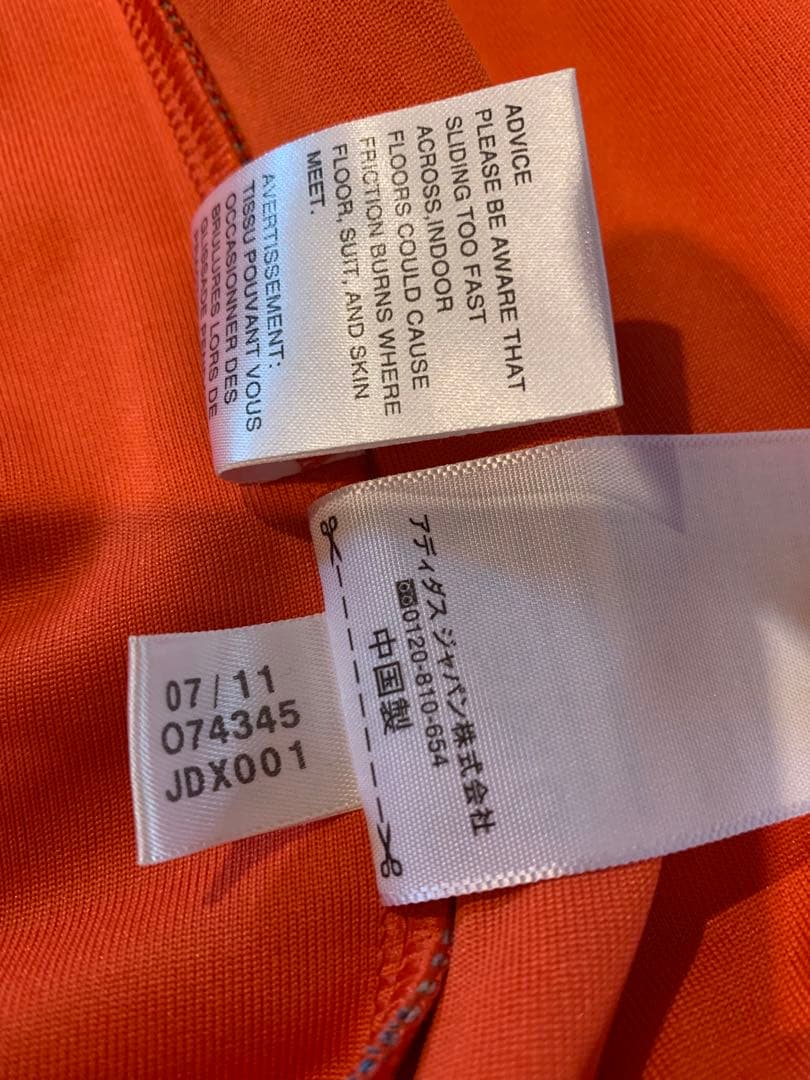 ADVICE
PLEASE BE AWARE THAT
SLIDING TOO FAST
ACROSS,INDOOR
FLOORS COULD CAUSE
FRICTION BURNS WHERE
FLOOR, SUIT, AND SKIN
MEET.
AVERTISSEMENT:
TISSU POUVANT VOUS
OCCASIONNER DES
BRULURES LORS DE
アディダス ジャパン株式会社
0120-810-654
中国製
07/11
O74345
JDX001